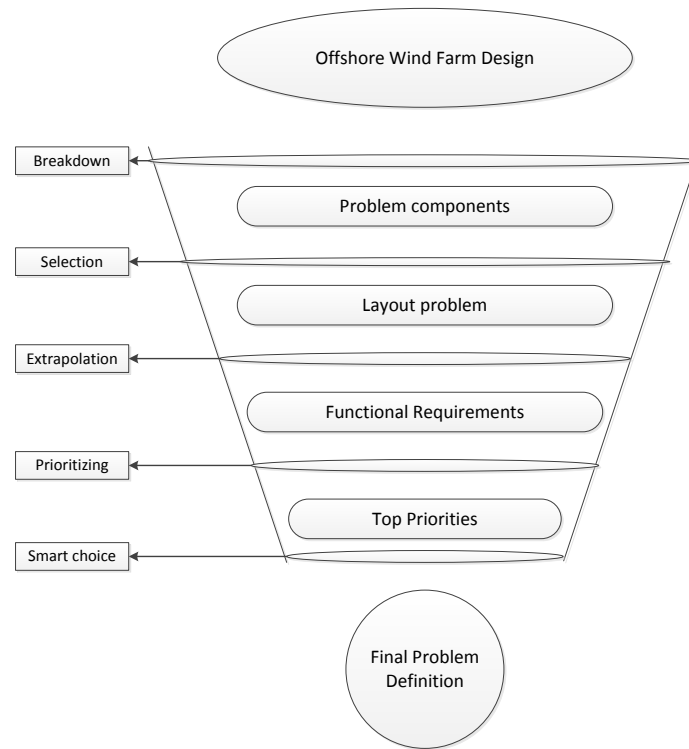 Offshore Wind Farm Design
Breakdown
Problem components
Selection
Layout problem
Extrapolation
Functional Requirements
Prioritizing
Top Priorities
Smart choice
Final Problem
Definition